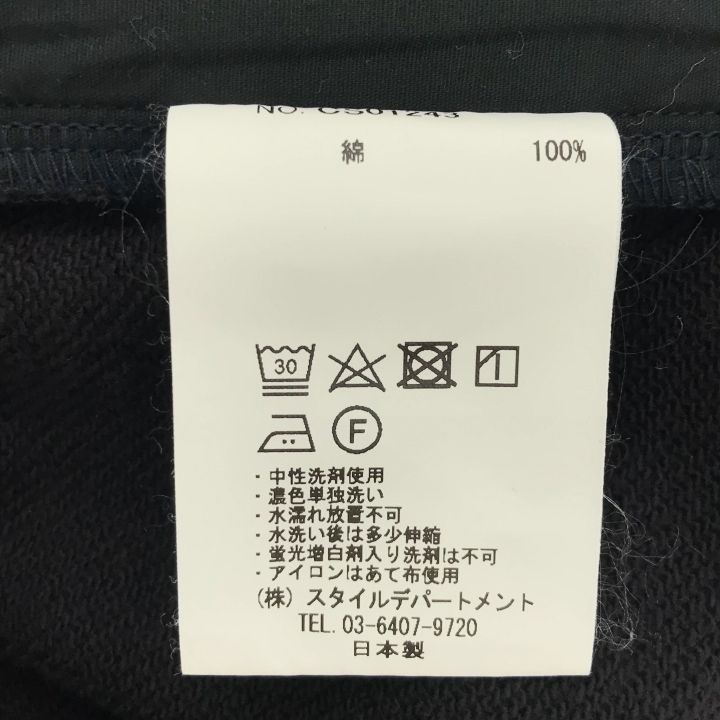 NO. CS01243
綿 100%
30
F
・中性洗剤使用
・濃色単独洗い
・水濡れ放置不可
・水洗い後は多少伸縮
・蛍光増白剤入り洗剤は不可
・アイロンはあて布使用
(株) スタイルデパートメント
TEL. 03-6407-9720
日本製